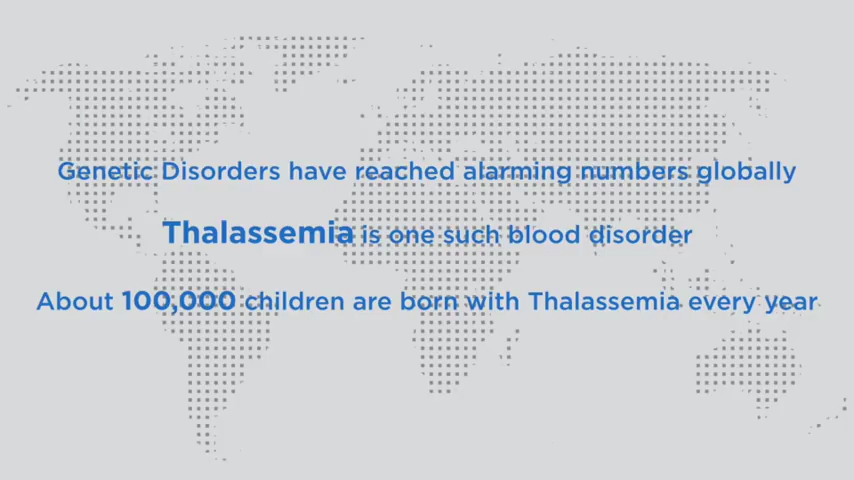 Genetic Disorders have reached alarming numbers globally
Thalassemia is one such blood disorder
About 100,000 children are born with Thalassemia every year